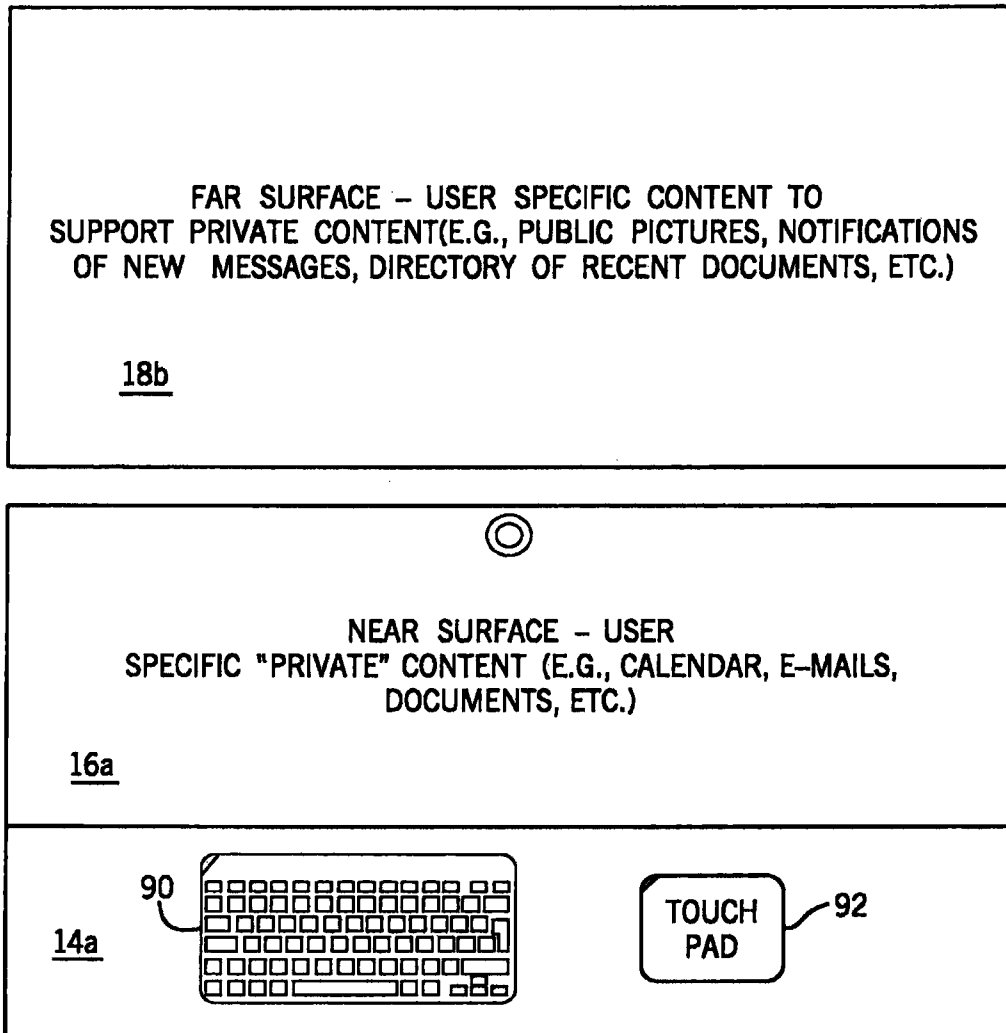 FAR SURFACE – USER SPECIFIC CONTENT TO
SUPPORT PRIVATE CONTENT(E.G., PUBLIC PICTURES, NOTIFICATIONS
OF NEW MESSAGES, DIRECTORY OF RECENT DOCUMENTS, ETC.)
18b
NEAR SURFACE – USER
SPECIFIC "PRIVATE" CONTENT (E.G., CALENDAR, E–MAILS,
DOCUMENTS, ETC.)
16a
90
14a
TOUCH
PAD
92